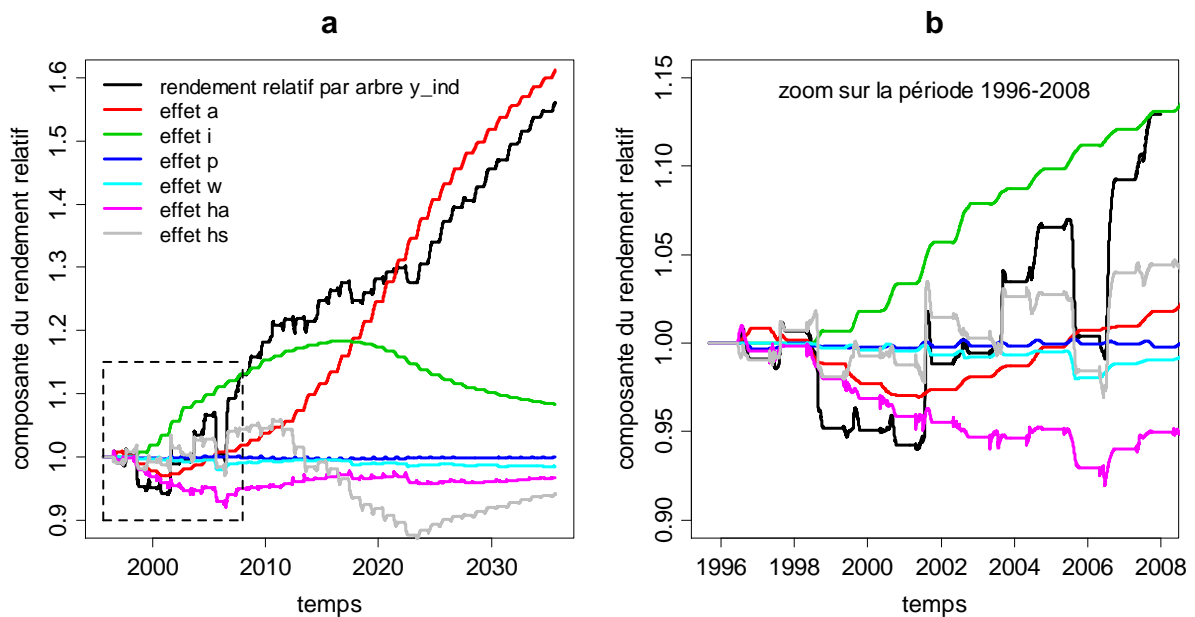 a
composante du rendement relatif
1.6
1.5
1.4
1.3
1.2
1.1
1.0
0.9
rendement relatif par arbre y_ind
effet a
effet i
effet p
effet w
effet ha
effet hs
2000 2010 2020 2030
temps
b
composante du rendement relatif
1.15
1.10
1.05
1.00
0.95
0.90
zoom sur la période 1996-2008
1996 1998 2000 2002 2004 2006 2008
temps